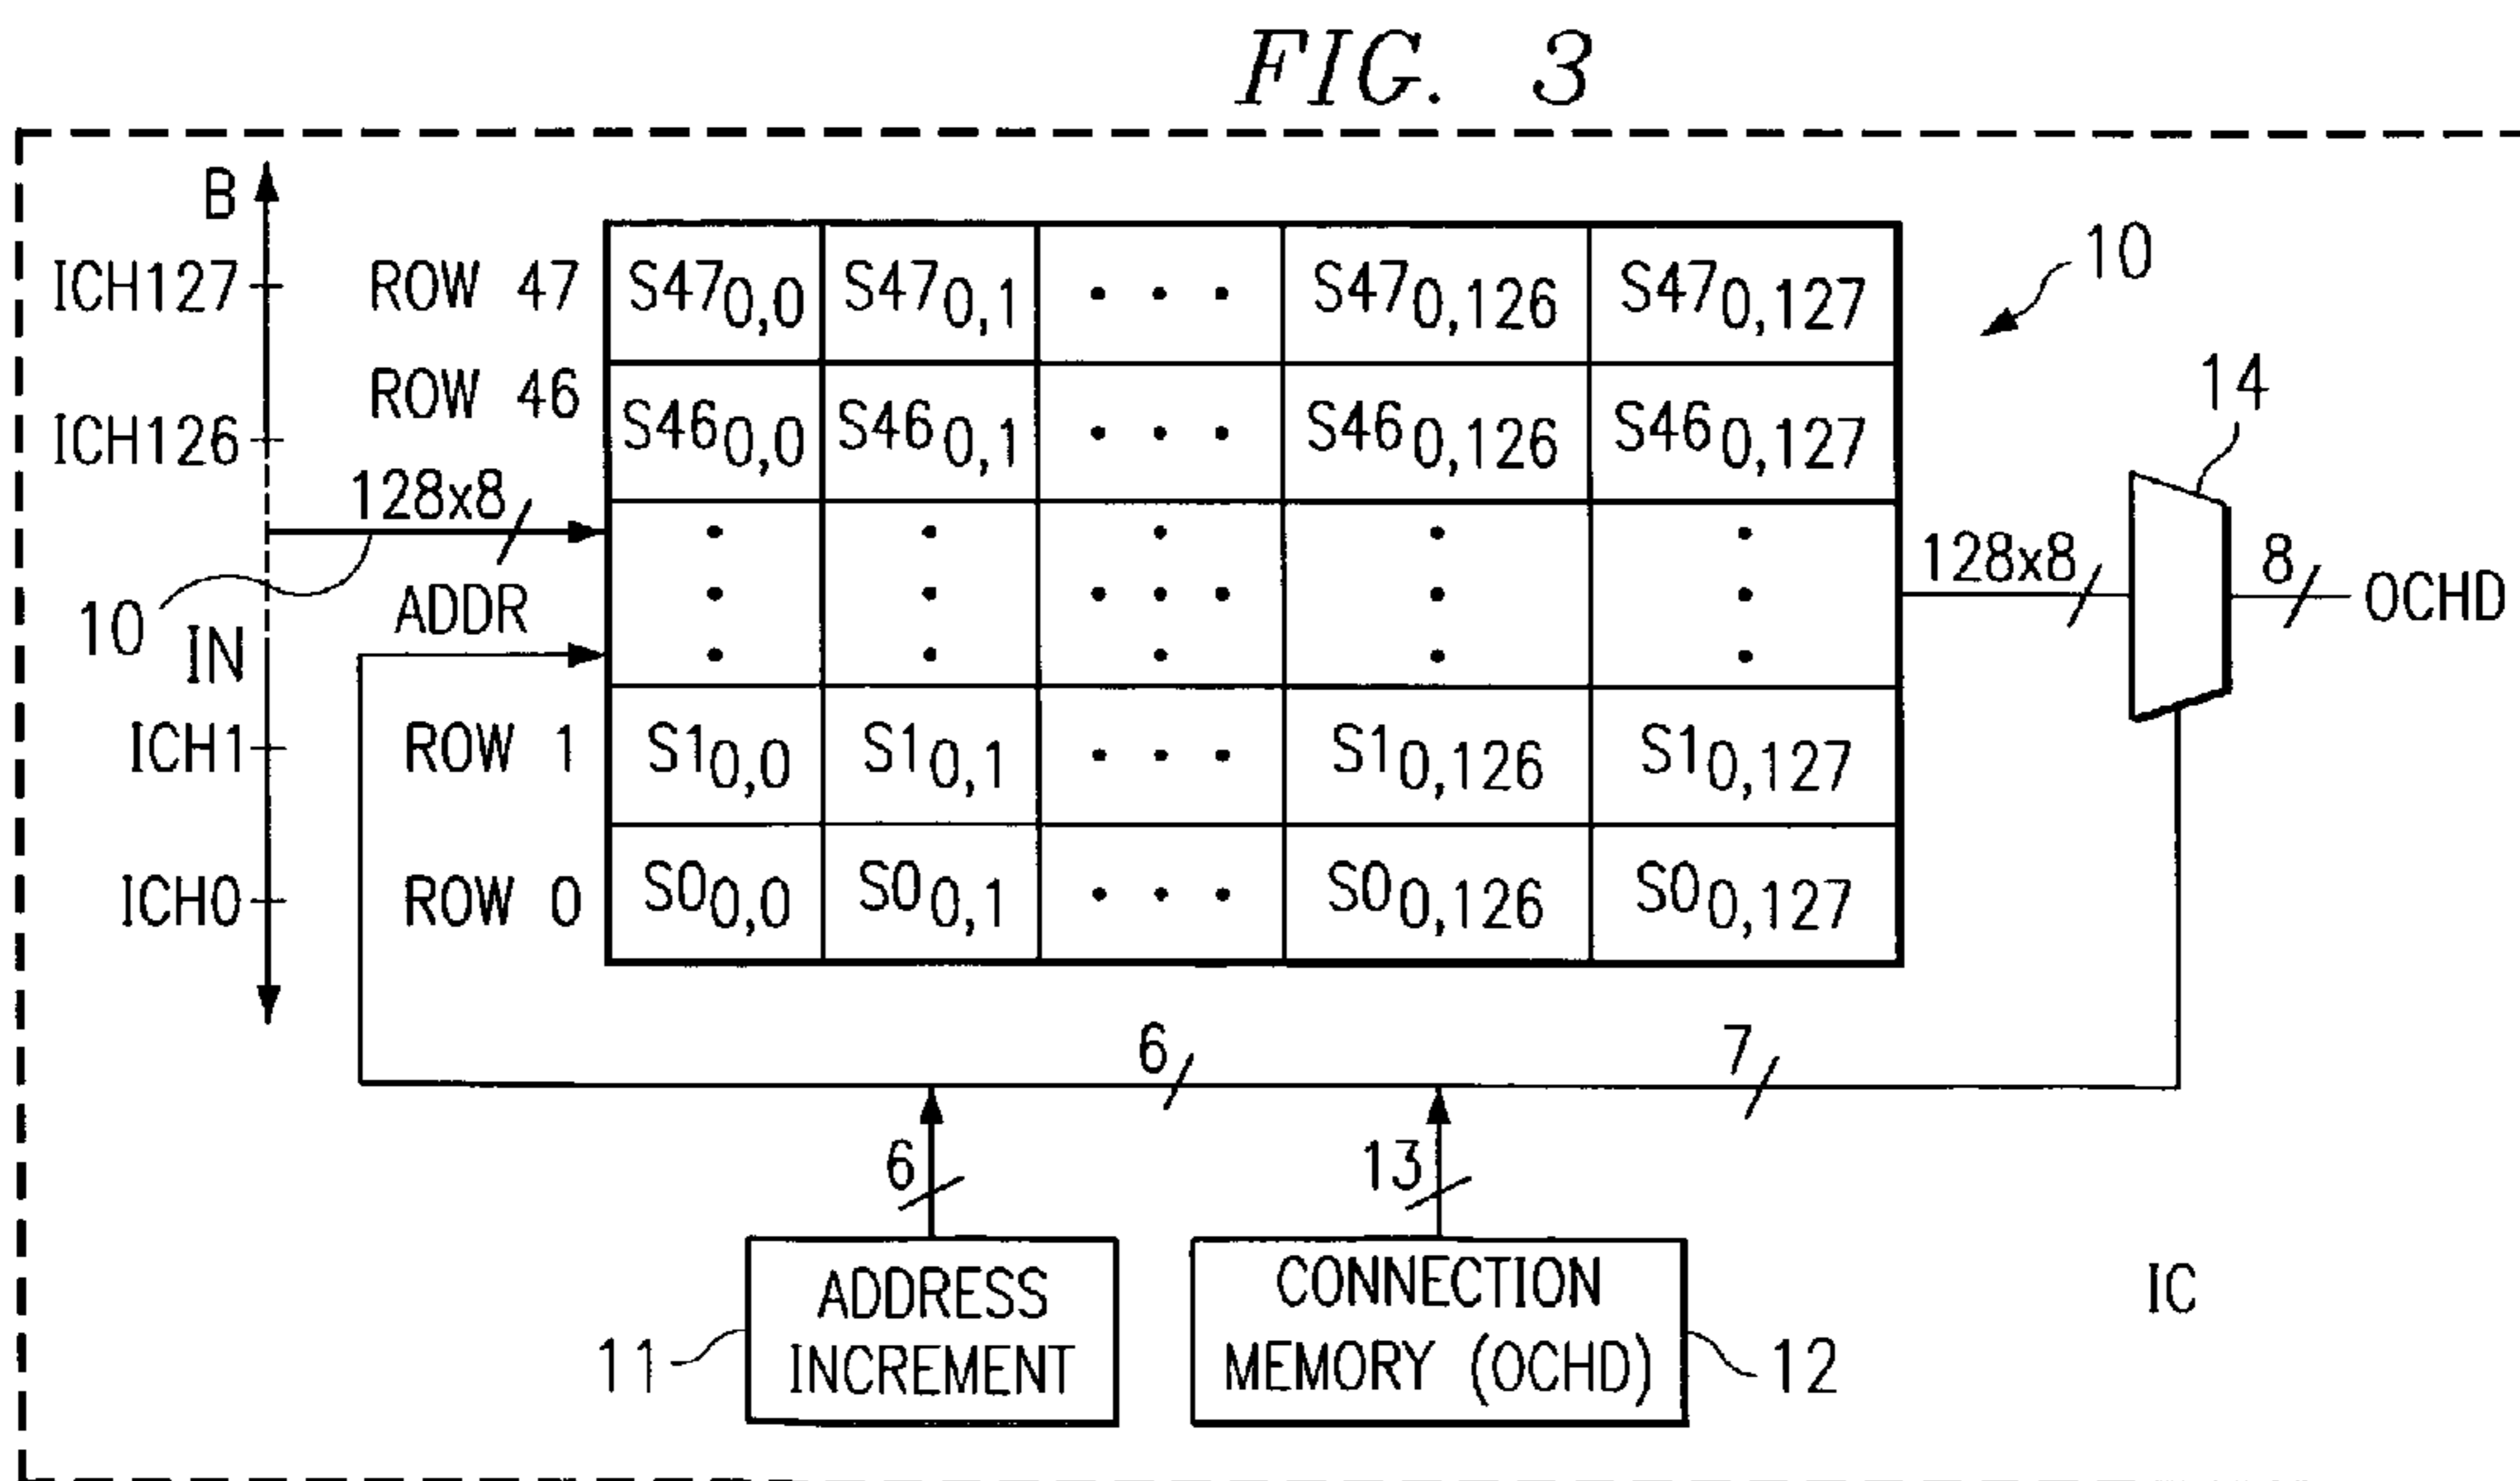 FIG. 3
B
ICH127 ROW 47 S47 0,0 S47 0,1 • • • S47 0,126 S47 0,127 10
ROW 46 S46 0,0 S46 0,1 • • • S46 0,126 S46 0,127 14
ICH126
128x8
10 ADDR 128x8 8 OCHD
IN
ICH1 ROW 1 S1 0,0 S1 0,1 • • • S1 0,126 S1 0,127
ICH0 ROW 0 S0 0,0 S0 0,1 • • • S0 0,126 S0 0,127
6 7
6 13
ADDRESS
INCREMENT
11
CONNECTION
MEMORY (OCHD)
12
IC